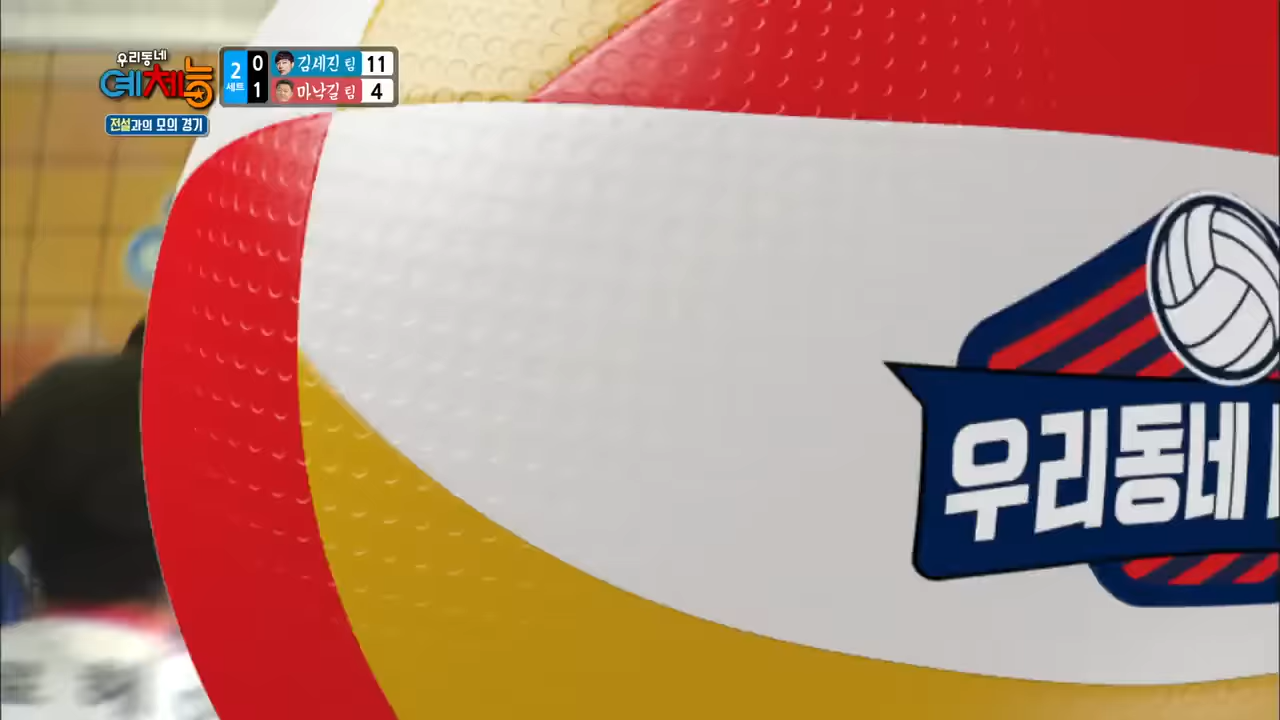 우리동네
예체능
전설과의 모의 경기
2 세트
0 김세진 팀 11
1 마낙길 팀 4
우리동네